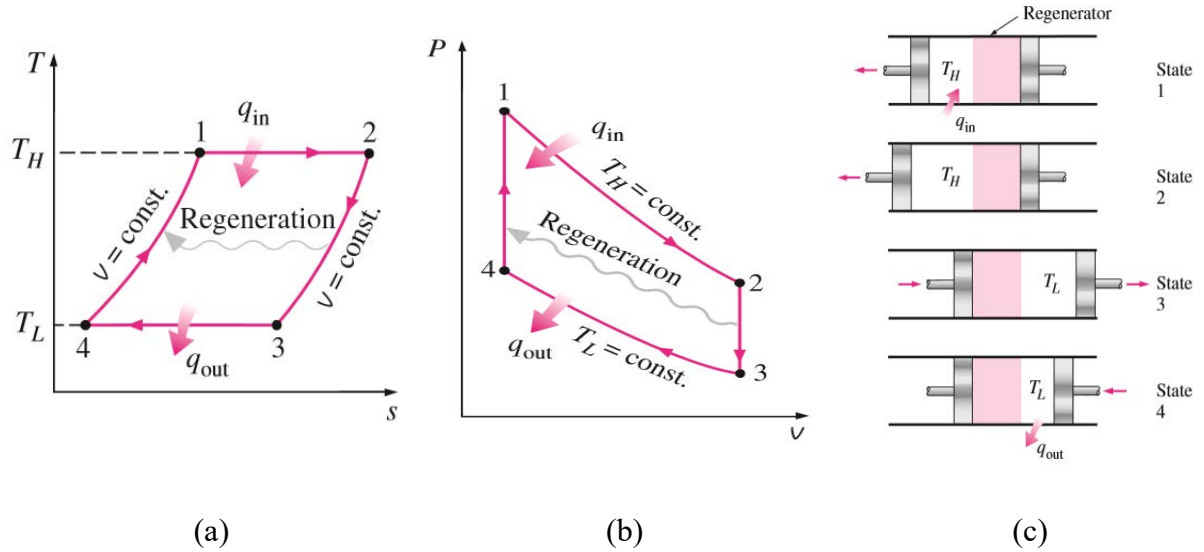 T
T_H
1
q_in
2
v = const.
Regeneration
v = const.
T_L
4
q_out
3
s
P
1
q_in
T_H = const.
Regeneration
4
2
q_out
T_L = const.
3
v
Regenerator
T_H
q_in
State
1
T_H
State
2
T_L
State
3
T_L
q_out
State
4
(a)
(b)
(c)